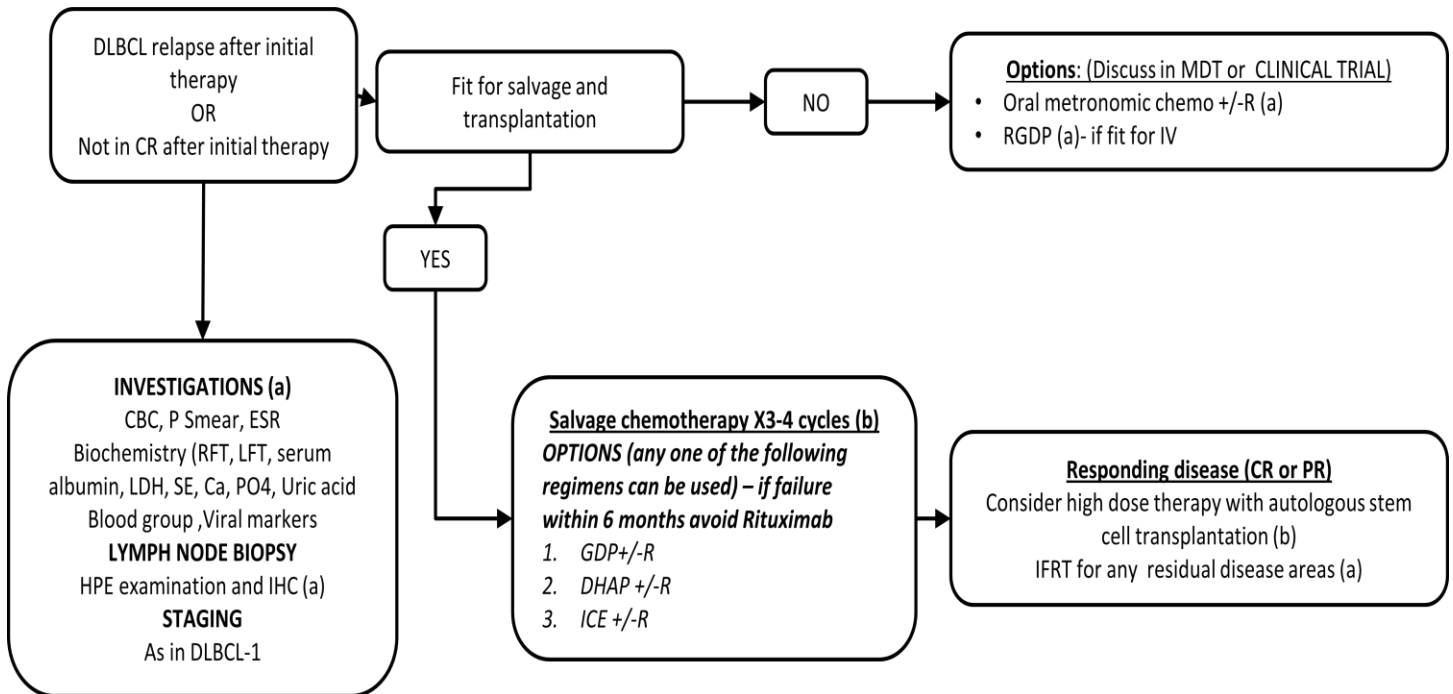 DLBCL relapse after initial
therapy
OR
Not in CR after initial therapy
Fit for salvage and
transplantation
NO
Options: (Discuss in MDT or CLINICAL TRIAL)
• Oral metronomic chemo +/-R (a)
• RGDP (a)- if fit for IV
YES
INVESTIGATIONS (a)
CBC, P Smear, ESR
Biochemistry (RFT, LFT, serum
albumin, LDH, SE, Ca, PO4, Uric acid
Blood group ,Viral markers
LYMPH NODE BIOPSY
HPE examination and IHC (a)
STAGING
As in DLBCL-1
Salvage chemotherapy X3-4 cycles (b)
OPTIONS (any one of the following
regimens can be used) – if failure
within 6 months avoid Rituximab
1. GDP+/-R
2. DHAP +/-R
3. ICE +/-R
Responding disease (CR or PR)
Consider high dose therapy with autologous stem
cell transplantation (b)
IFRT for any residual disease areas (a)